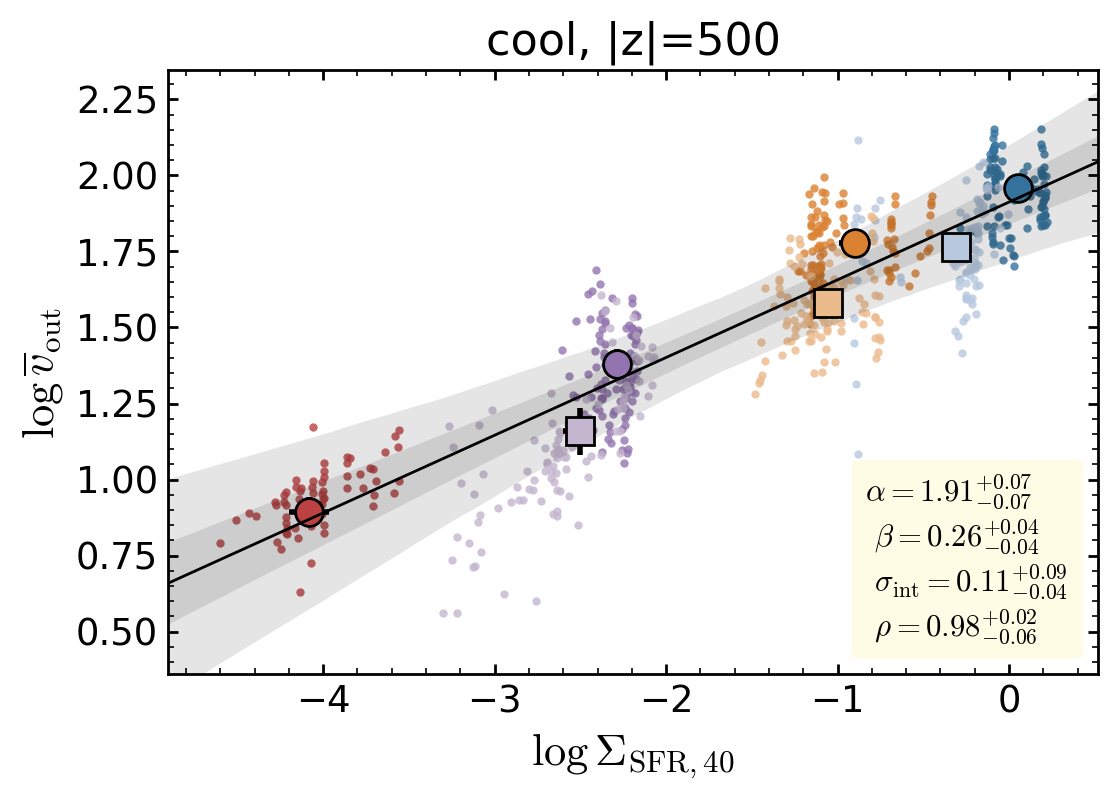 cool, |z|=500
log v̅_out
2.25
2.00
1.75
1.50
1.25
1.00
0.75
0.50
α = 1.91^{+0.07}_{−0.07}
β = 0.26^{+0.04}_{−0.04}
σ_int = 0.11^{+0.09}_{−0.04}
ρ = 0.98^{+0.02}_{−0.06}
−4 −3 −2 −1 0
log Σ_{SFR, 40}